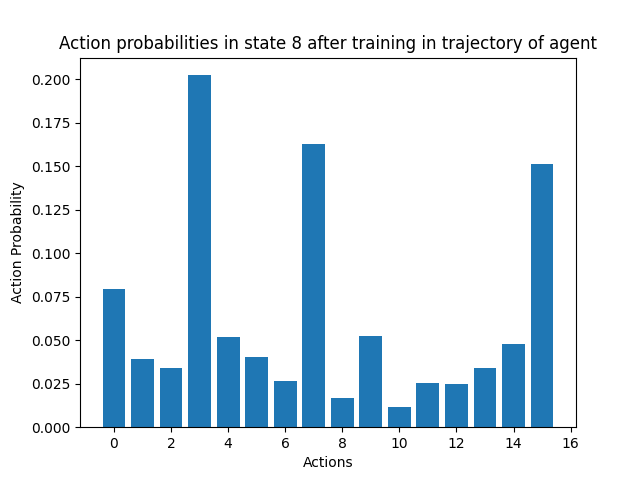 Action probabilities in state 8 after training in trajectory of agent
0.200
0.175
0.150
0.125
0.100
0.075
0.050
0.025
0.000
Action Probability
0 2 4 6 8 10 12 14 16
Actions